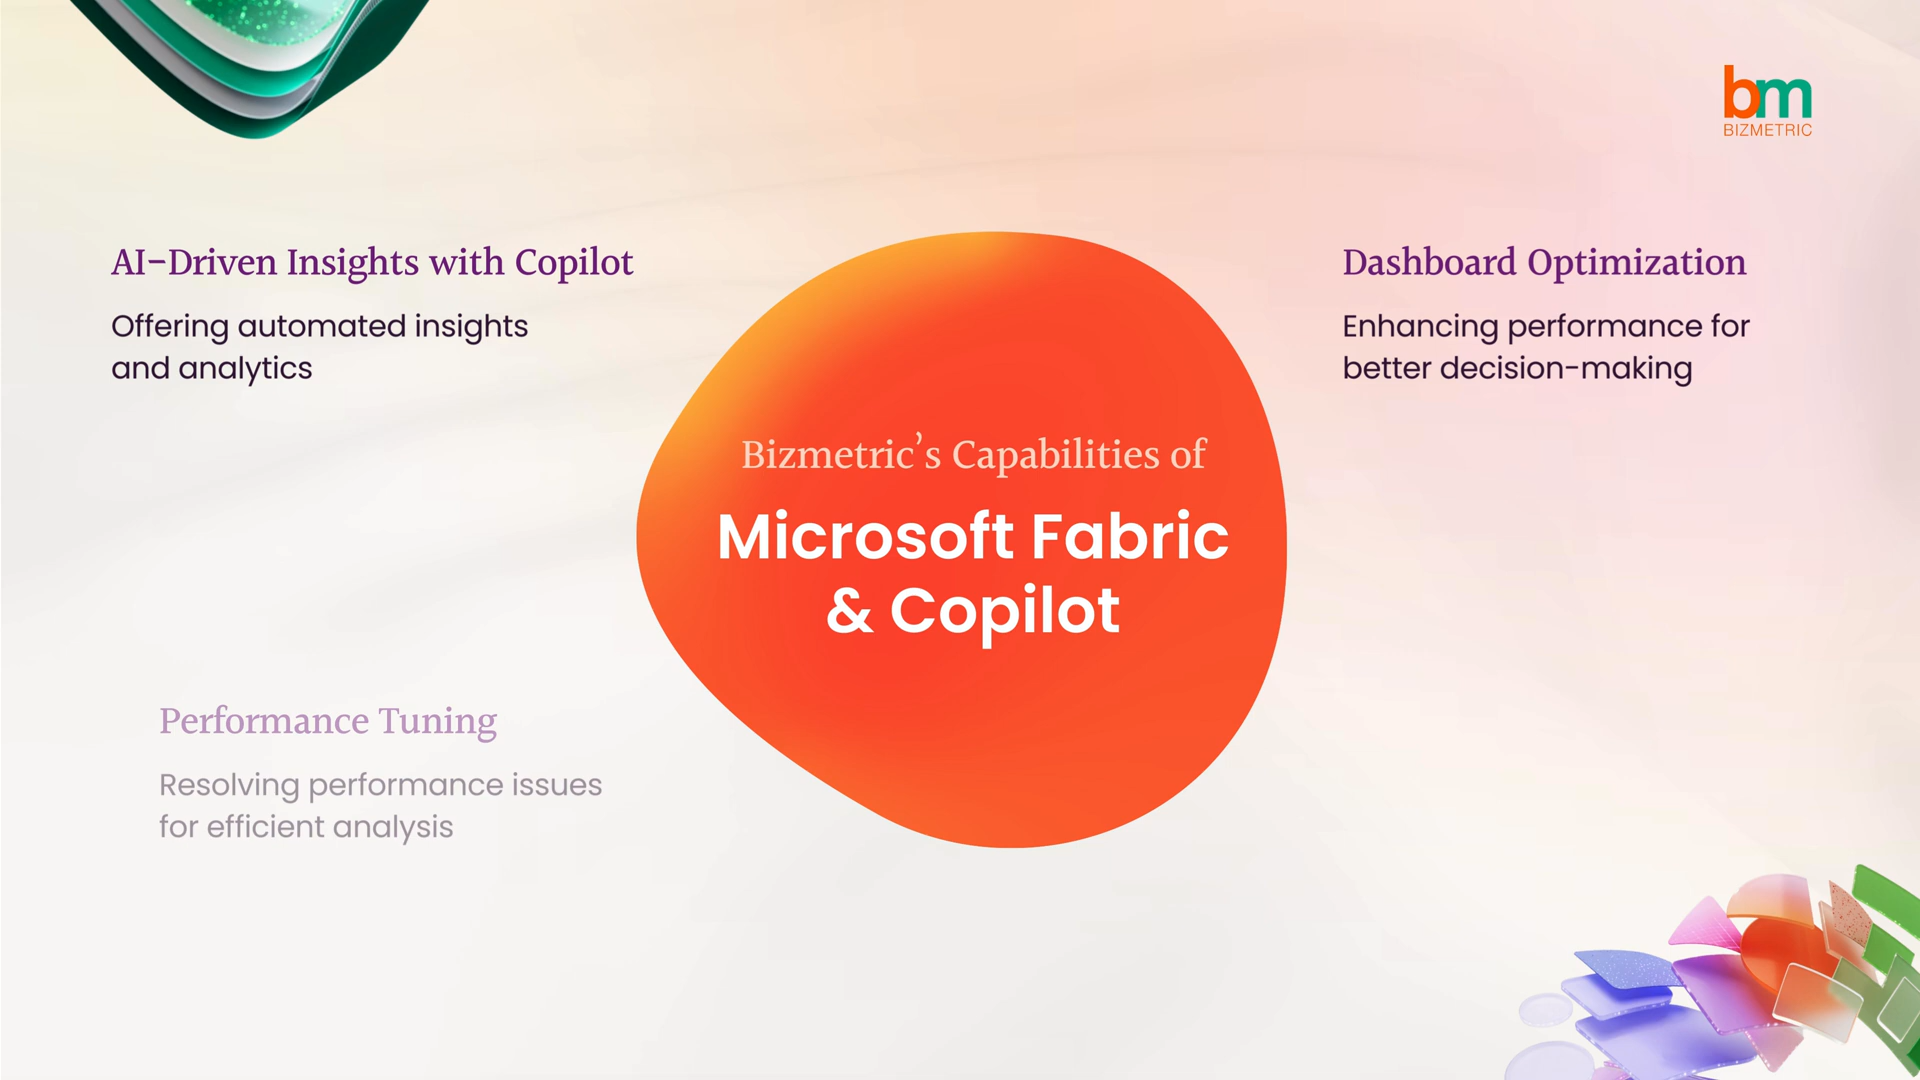 bm
BIZMETRIC
AI-Driven Insights with Copilot
Offering automated insights
and analytics
Dashboard Optimization
Enhancing performance for
better decision-making
Bizmetric's Capabilities of
Microsoft Fabric
& Copilot
Performance Tuning
Resolving performance issues
for efficient analysis